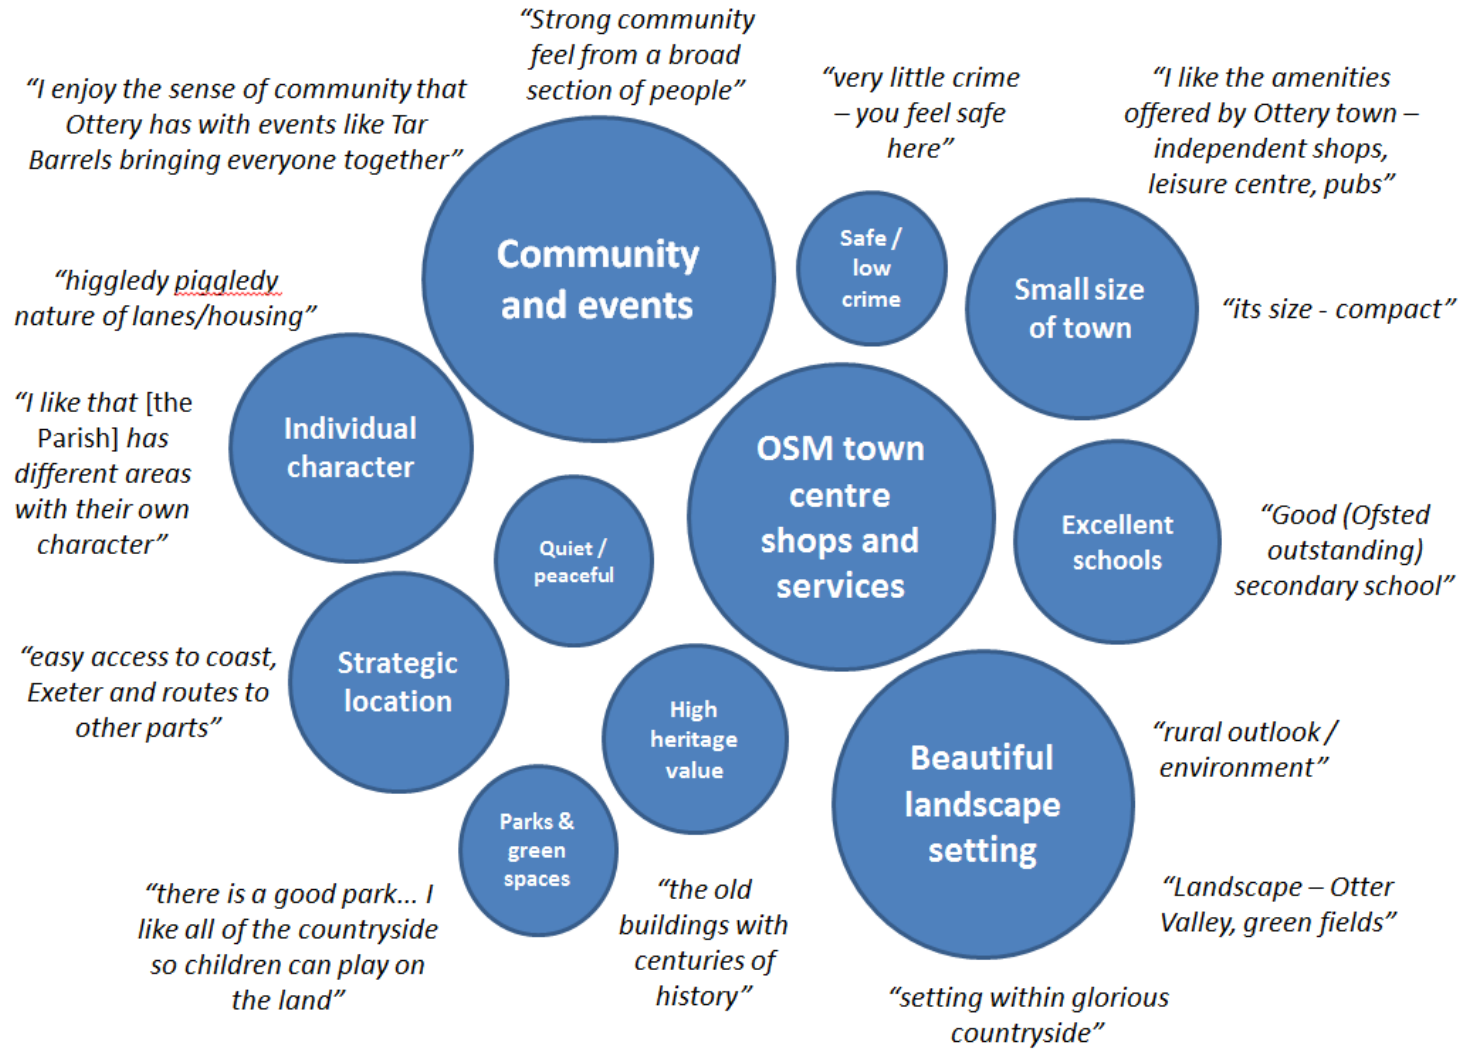 “Strong community
feel from a broad
section of people”
“I enjoy the sense of community that
Ottery has with events like Tar
Barrels bringing everyone together”
“very little crime
– you feel safe
here”
“I like the amenities
offered by Ottery town –
independent shops,
leisure centre, pubs”
Community
and events
Safe /
low
crime
Small size
of town
“its size - compact”
“higgledy piggledy
nature of lanes/housing”
“I like that [the
Parish] has
different areas
with their own
character”
Individual
character
OSM town
centre
shops and
services
Excellent
schools
“Good (Ofsted
outstanding)
secondary school”
Quiet /
peaceful
“easy access to coast,
Exeter and routes to
other parts”
Strategic
location
High
heritage
value
Beautiful
landscape
setting
“rural outlook /
environment”
Parks &
green
spaces
“Landscape – Otter
Valley, green fields”
“there is a good park... I
like all of the countryside
so children can play on
the land”
“the old
buildings with
centuries of
history”
“setting within glorious
countryside”